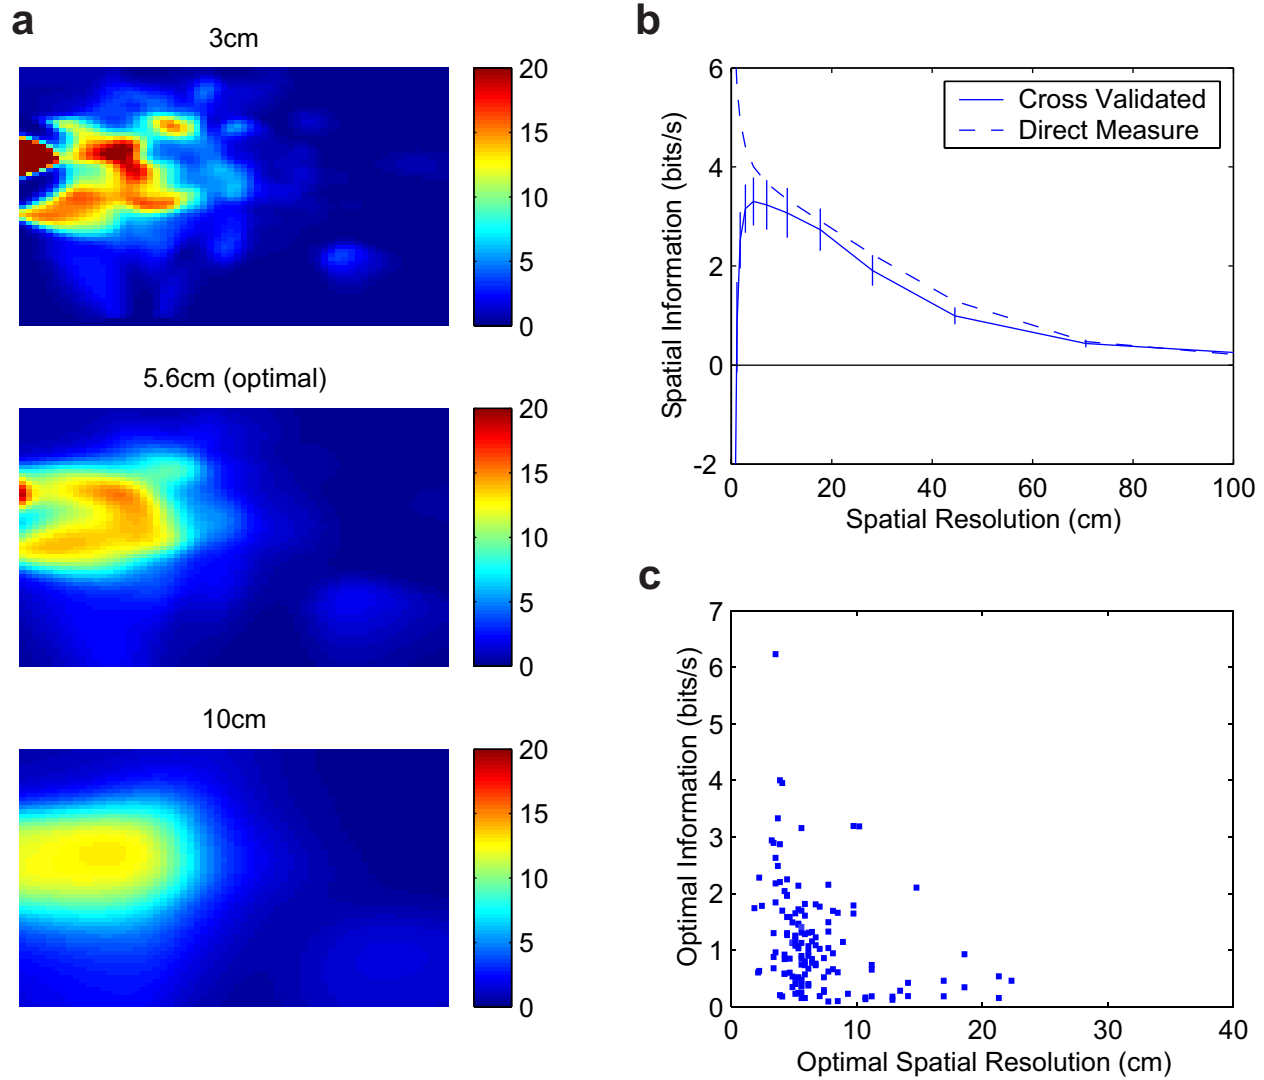 a
3cm
20
15
10
5
0
5.6cm (optimal)
20
15
10
5
0
10cm
20
15
10
5
0
b
6
4
2
0
-2
Spatial Information (bits/s)
Cross Validated
Direct Measure
0 20 40 60 80 100
Spatial Resolution (cm)
c
7
6
5
4
3
2
1
0
Optimal Information (bits/s)
0 10 20 30 40
Optimal Spatial Resolution (cm)